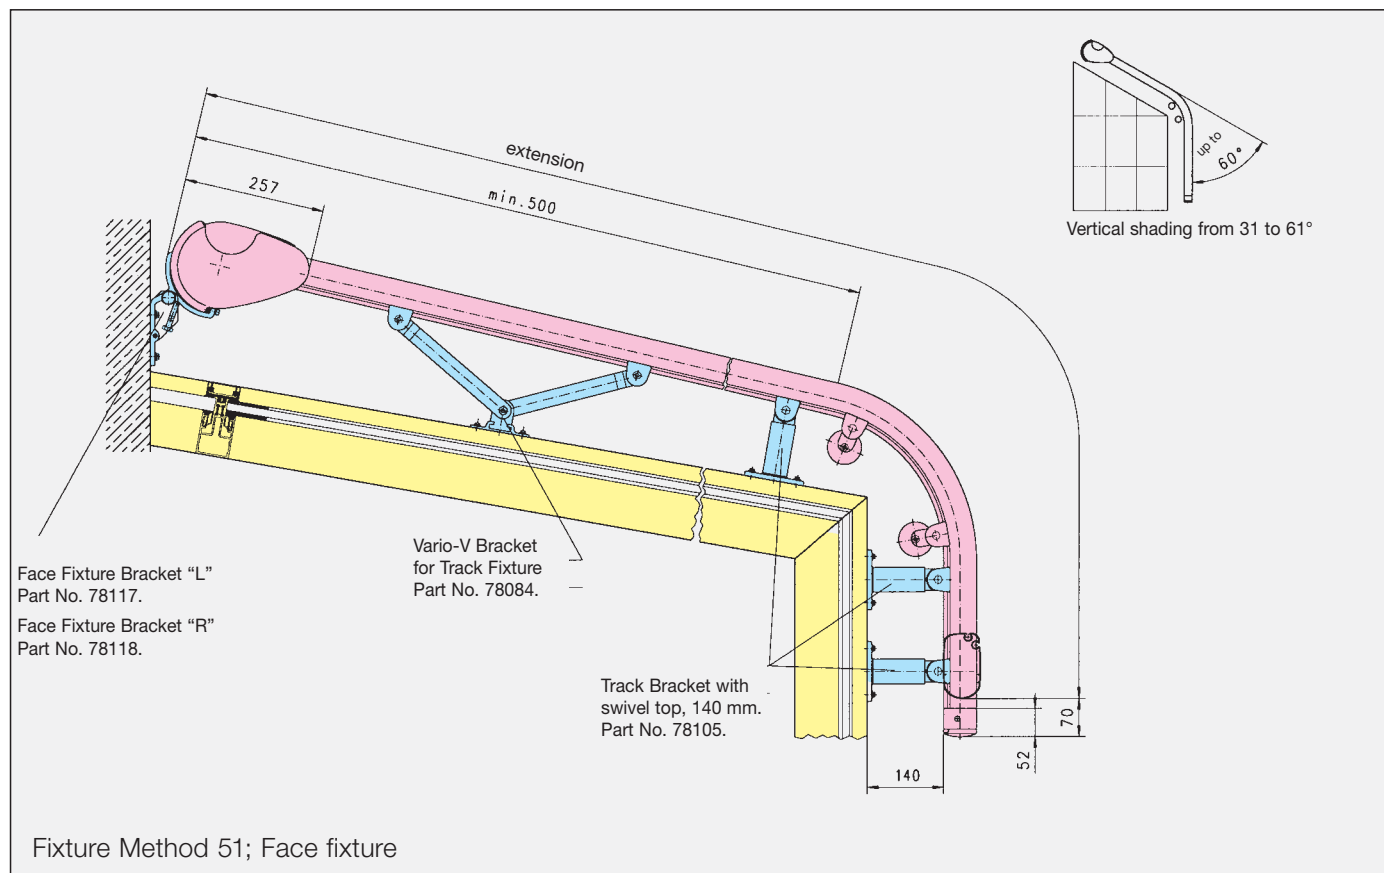 extension
min.500
257
up to
60°
Vertical shading from 31 to 61°
Face Fixture Bracket “L”
Part No. 78117.
Face Fixture Bracket “R”
Part No. 78118.
Vario-V Bracket
for Track Fixture
Part No. 78084.
Track Bracket with
swivel top, 140 mm.
Part No. 78105.
70
52
140
Fixture Method 51; Face fixture